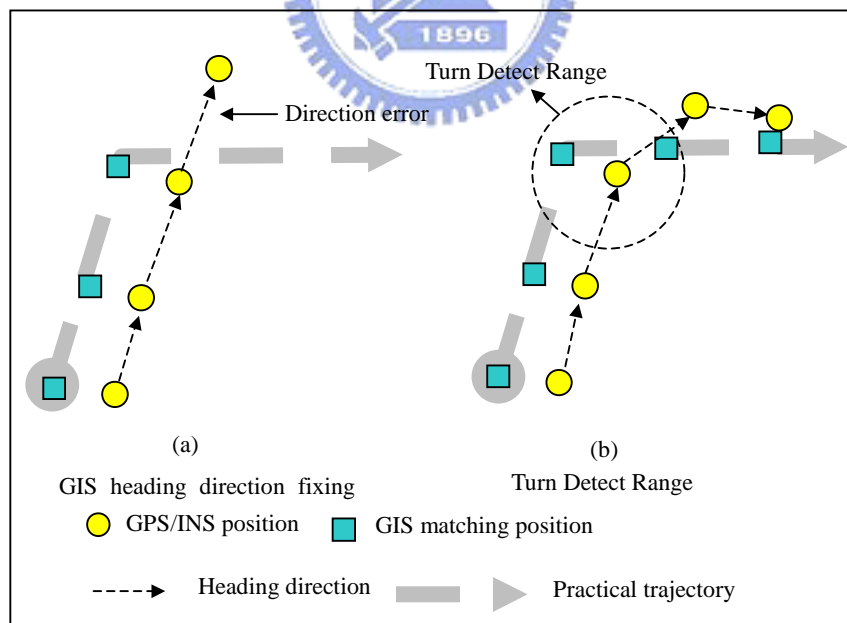 1896
Turn Detect Range
Direction error
(a)
(b)
GIS heading direction fixing
Turn Detect Range
GPS/INS position
GIS matching position
Heading direction
Practical trajectory